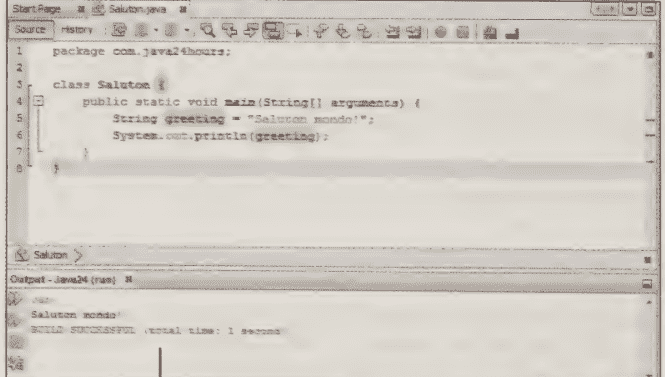 Start Page Saluton.java
Source History
1 package com.java24hours;
2
3 class Saluton {
4 public static void main(String[] arguments) {
5 String greeting = "Saluton mondo!";
6 System.out.println(greeting);
7 }
8 }
Saluton
Output - Java24 (run)
run:
Saluton mondo!
BUILD SUCCESSFUL (total time: 1 second)